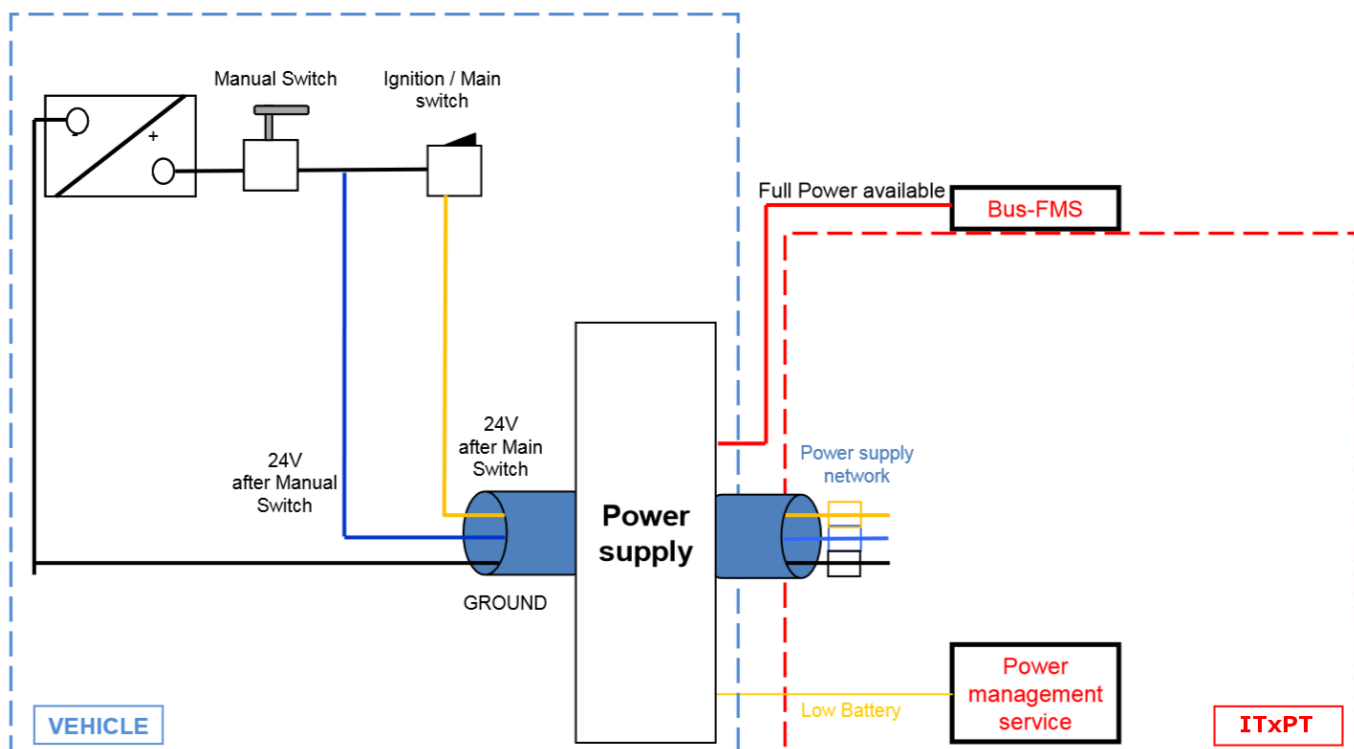 Manual Switch
Ignition / Main
switch
-
+
Full Power available
Bus-FMS
24V
after Main
Switch
24V
after Manual
Switch
Power supply
network
Power
supply
GROUND
Power
management
service
Low Battery
VEHICLE
ITxPT